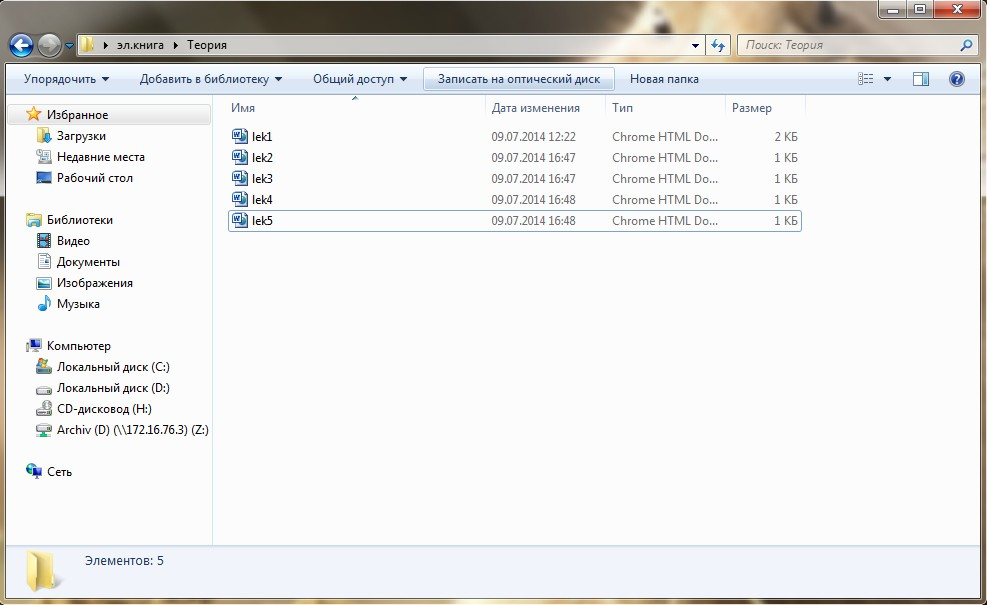 эл.книга Теория Поиск: Теория
Упорядочить Добавить в библиотеку Общий доступ Записать на оптический диск Новая папка
Избранное
Загрузки
Недавние места
Рабочий стол
Библиотеки
Видео
Документы
Изображения
Музыка
Компьютер
Локальный диск (C:)
Локальный диск (D:)
CD-дисковод (H:)
Archiv (D) (\\172.16.76.3) (Z:)
Сеть
Имя Дата изменения Тип Размер
lek1 09.07.2014 12:22 Chrome HTML Do... 2 КБ
lek2 09.07.2014 16:47 Chrome HTML Do... 1 КБ
lek3 09.07.2014 16:47 Chrome HTML Do... 1 КБ
lek4 09.07.2014 16:48 Chrome HTML Do... 1 КБ
lek5 09.07.2014 16:48 Chrome HTML Do... 1 КБ
Элементов: 5